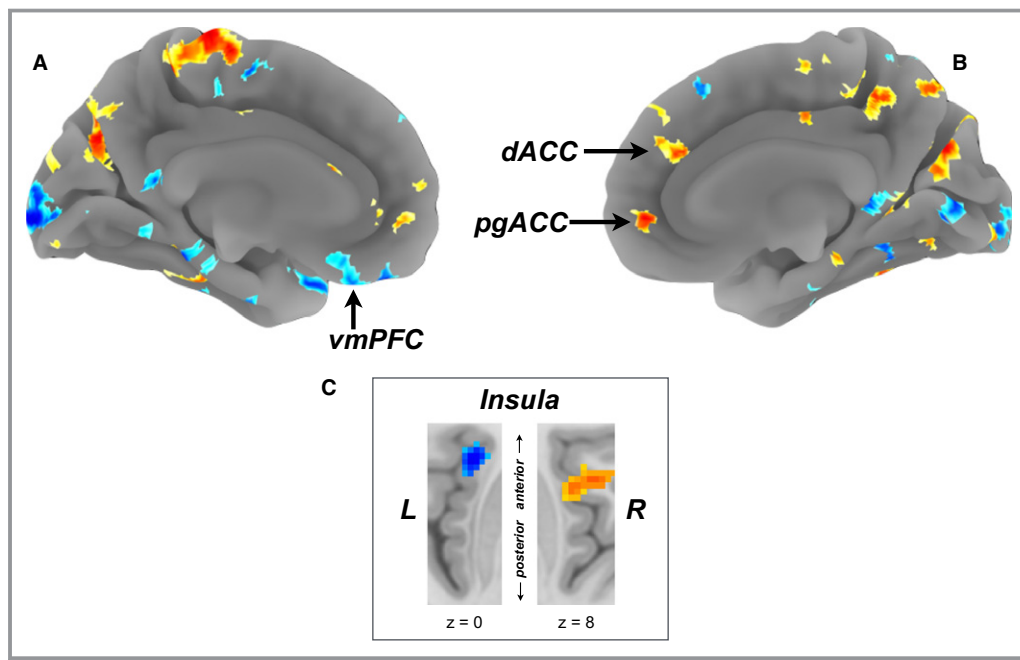 A
B
dACC
pgACC
vmPFC
C
Insula
L
posterior anterior
R
z = 0
z = 8